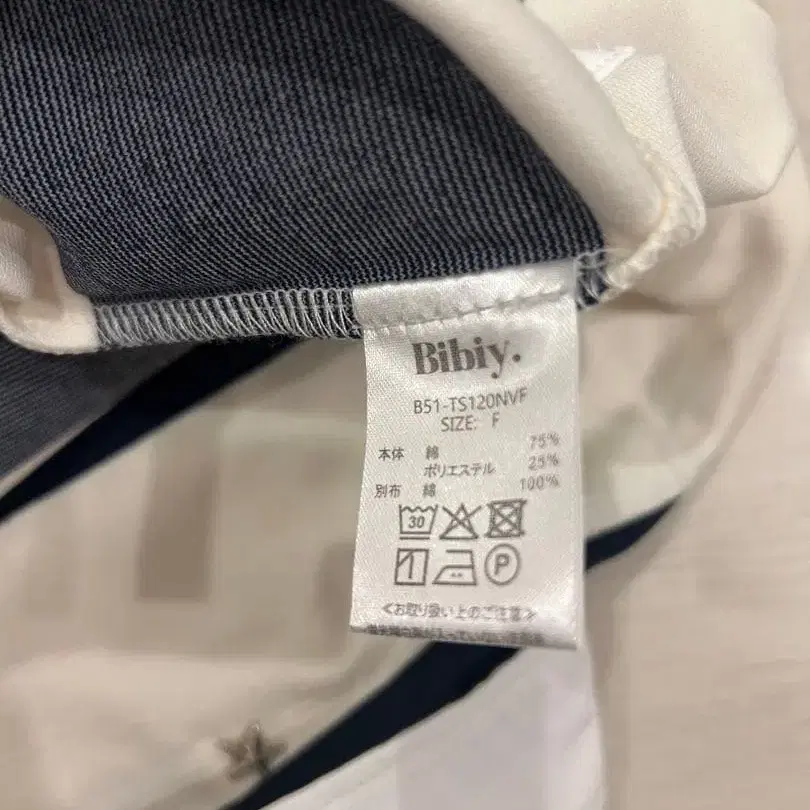 Bibiy.
B51-TS120NVF
SIZE: F
本体 綿 75%
ポリエステル 25%
別布 綿 100%
30
P
≪お取り扱い上のご注意≫